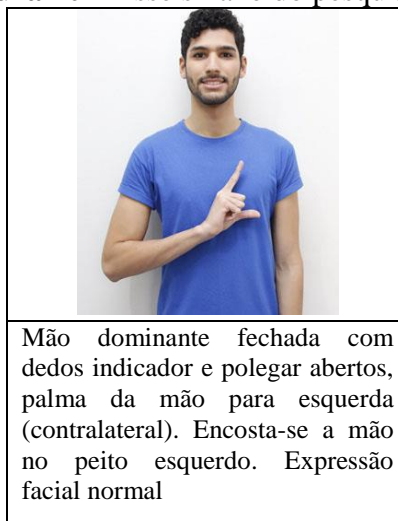 Mão dominante fechada com
dedos indicador e polegar abertos,
palma da mão para esquerda
(contralateral). Encosta-se a mão
no peito esquerdo. Expressão
facial normal